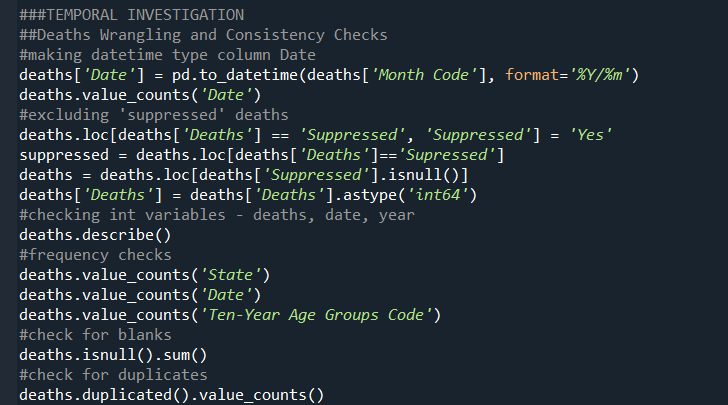 ###TEMPORAL INVESTIGATION
##Deaths Wrangling and Consistency Checks
#making datetime type column Date
deaths['Date'] = pd.to_datetime(deaths['Month Code'], format='%Y/%m')
deaths.value_counts('Date')
#excluding 'suppressed' deaths
deaths.loc[deaths['Deaths'] == 'Suppressed', 'Suppressed'] = 'Yes'
suppressed = deaths.loc[deaths['Deaths']=='Supressed']
deaths = deaths.loc[deaths['Suppressed'].isnull()]
deaths['Deaths'] = deaths['Deaths'].astype('int64')
#checking int variables - deaths, date, year
deaths.describe()
#frequency checks
deaths.value_counts('State')
deaths.value_counts('Date')
deaths.value_counts('Ten-Year Age Groups Code')
#check for blanks
deaths.isnull().sum()
#check for duplicates
deaths.duplicated().value_counts()